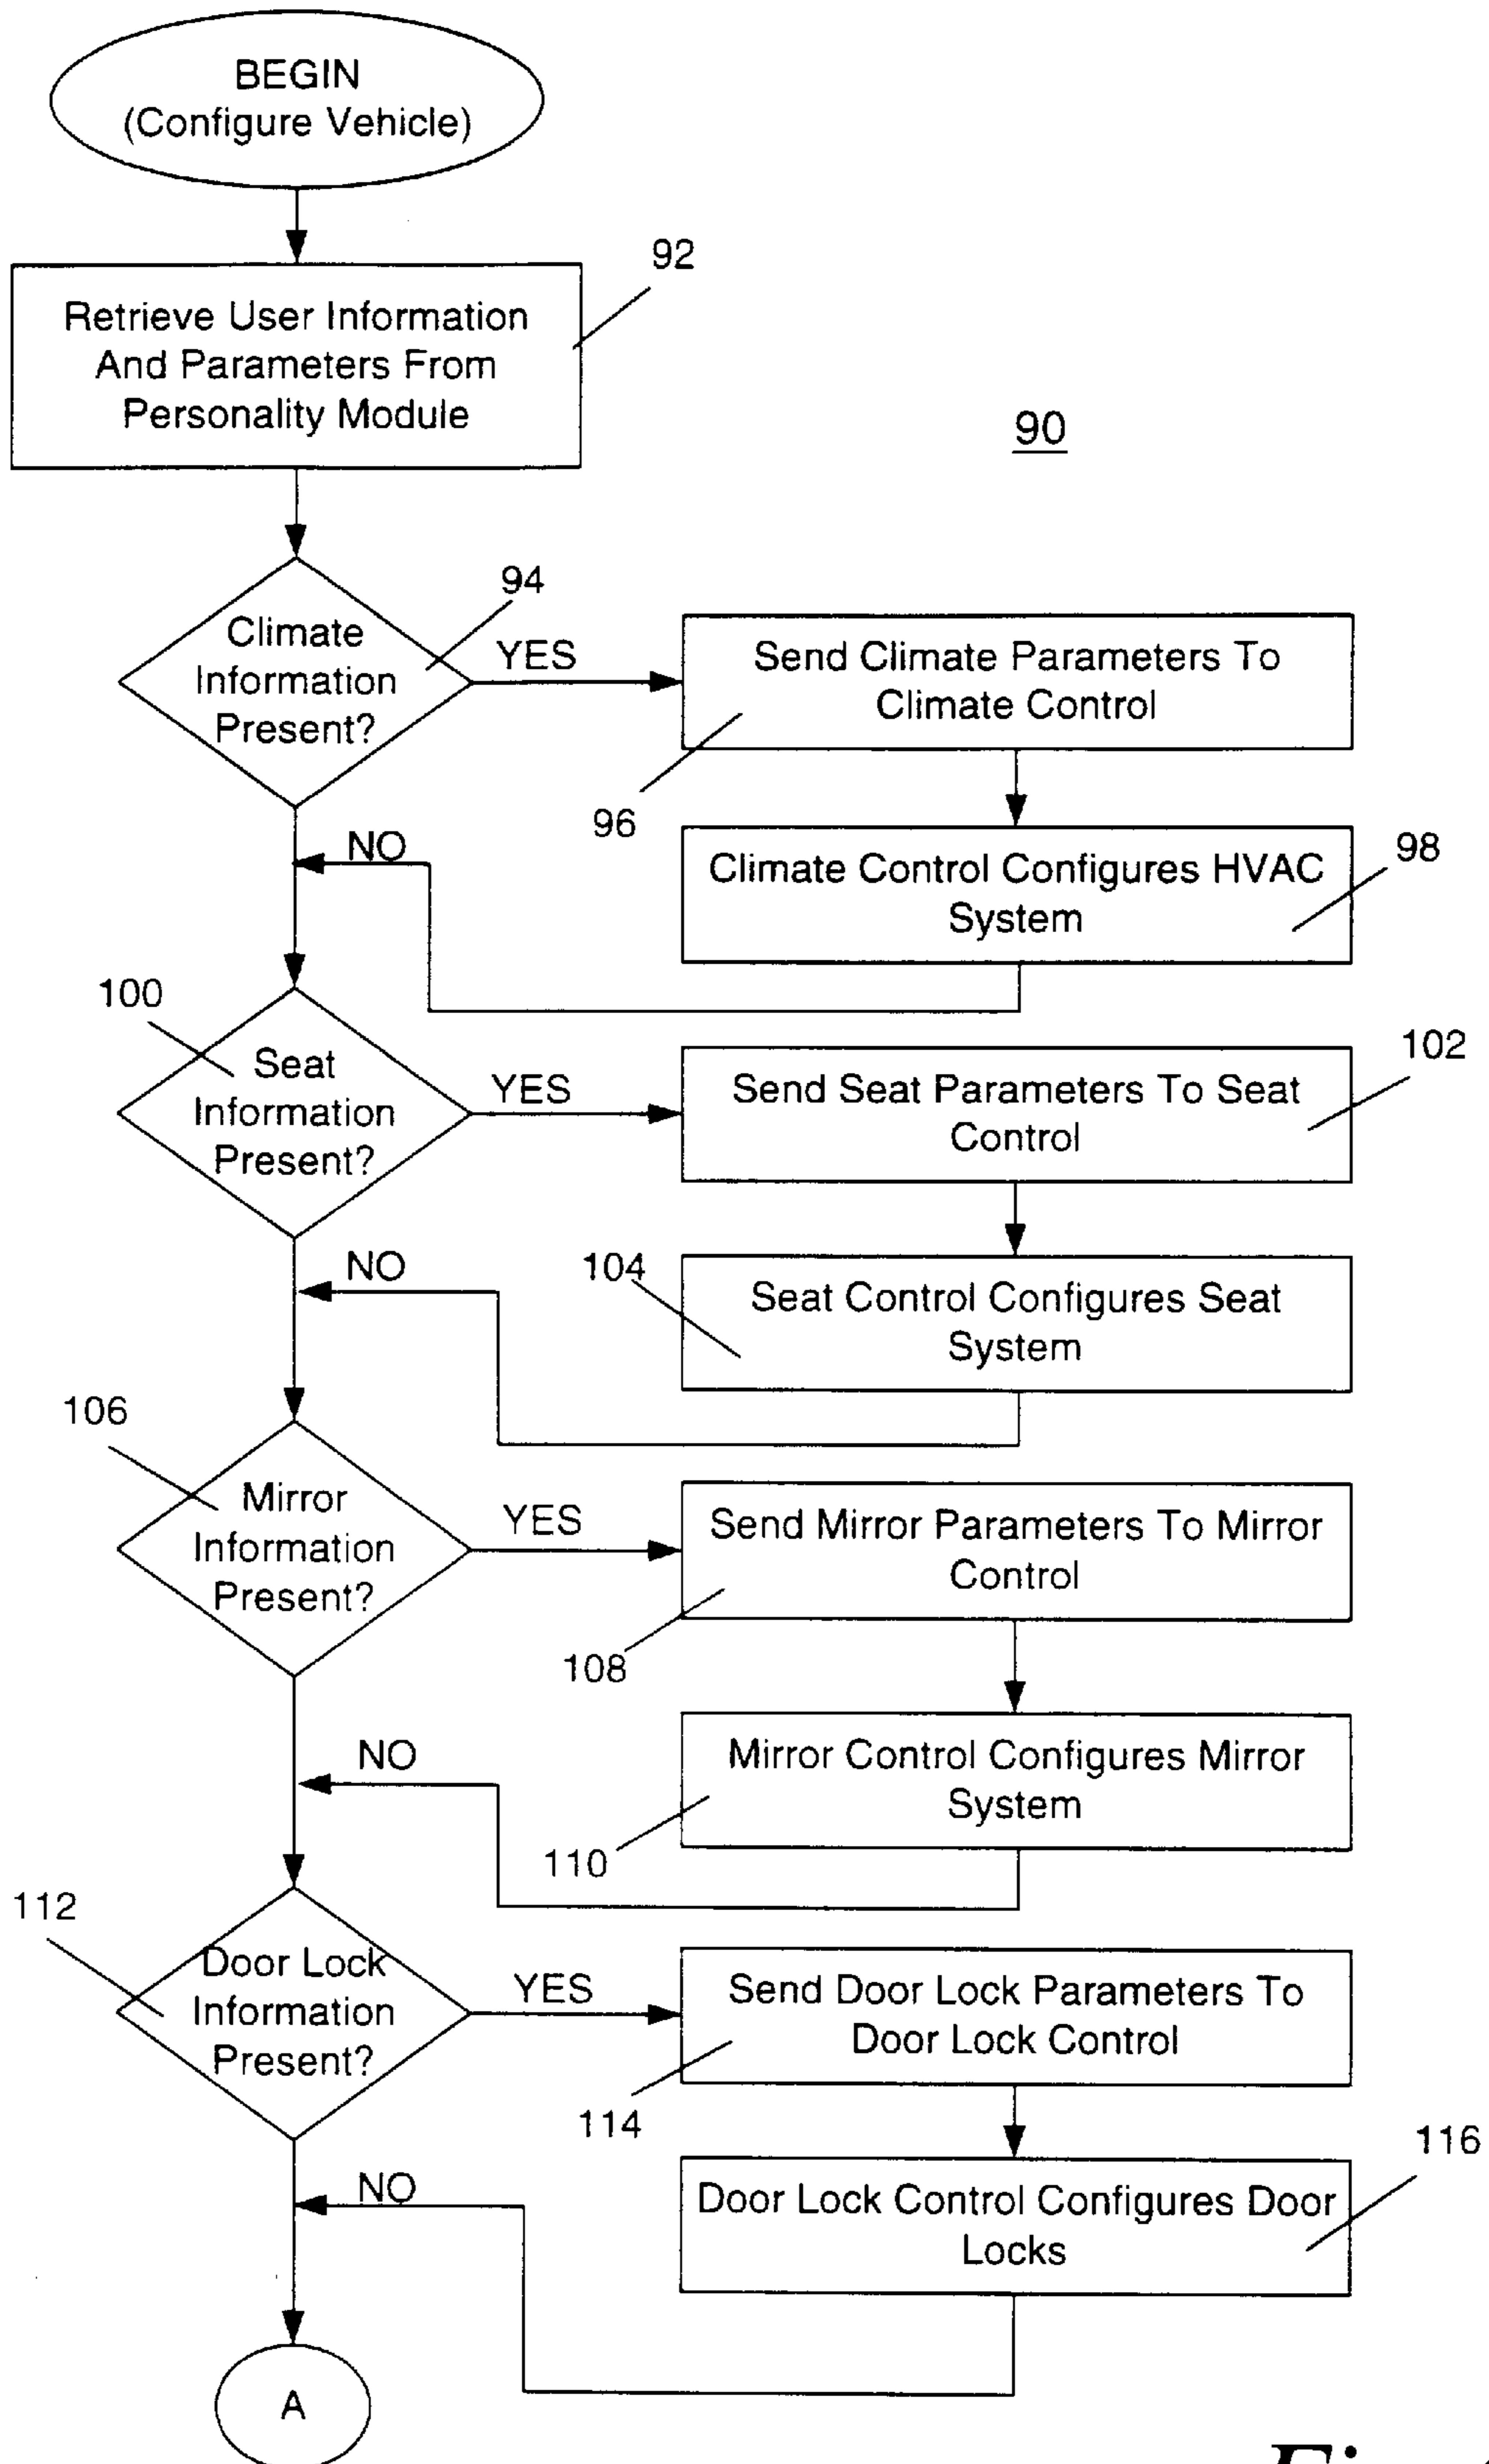 BEGIN
(Configure Vehicle)
92
Retrieve User Information
And Parameters From
Personality Module
90
94
Climate
Information
Present?
YES
Send Climate Parameters To
Climate Control
96
NO
Climate Control Configures HVAC
System
98
100
Seat
Information
Present?
YES
Send Seat Parameters To Seat
Control
102
NO
104
Seat Control Configures Seat
System
106
Mirror
Information
Present?
YES
Send Mirror Parameters To Mirror
Control
108
NO
Mirror Control Configures Mirror
System
110
112
Door Lock
Information
Present?
YES
Send Door Lock Parameters To
Door Lock Control
114
116
NO
Door Lock Control Configures Door
Locks
A